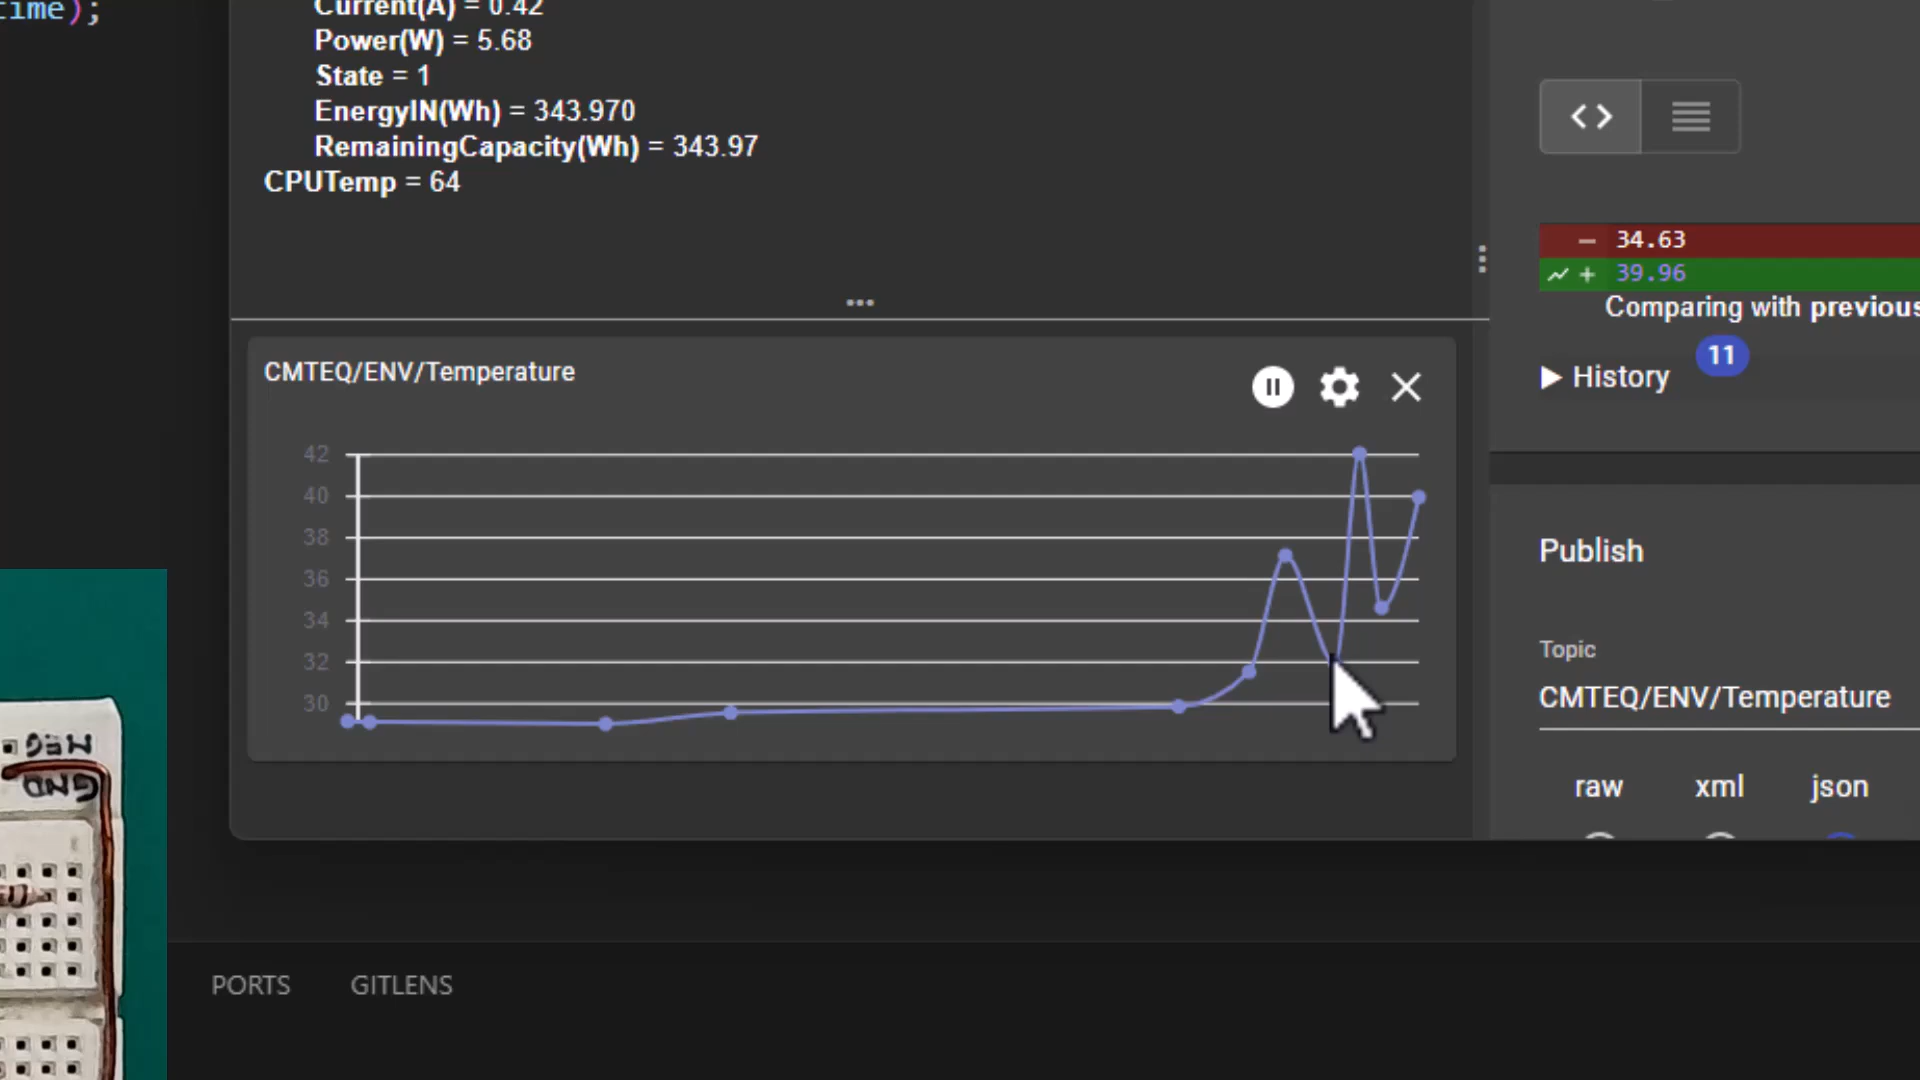 time);
Current(A) = 0.42
Power(W) = 5.68
State = 1
EnergyIN(Wh) = 343.970
RemainingCapacity(Wh) = 343.97
CPUTemp = 64
CMTEQ/ENV/Temperature
42
40
38
36
34
32
30
− 34.63
+ 39.96
Comparing with previous
11
History
Publish
Topic
CMTEQ/ENV/Temperature
raw xml json
GND
PORTS GITLENS